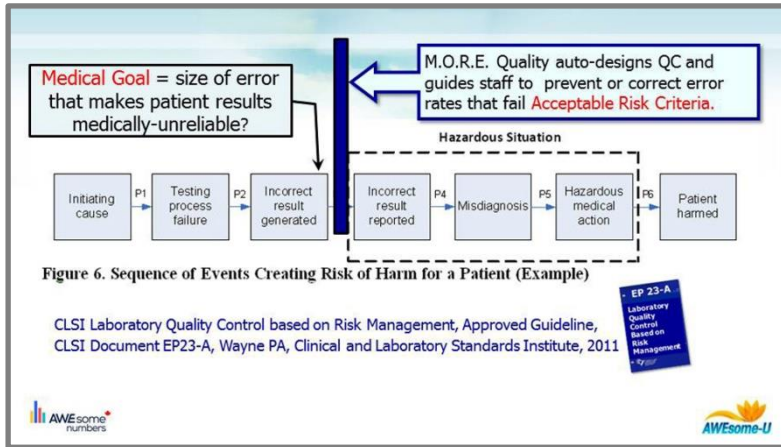 Medical Goal = size of error
that makes patient results
medically-unreliable?
M.O.R.E. Quality auto-designs QC and
guides staff to prevent or correct error
rates that fail Acceptable Risk Criteria.
Hazardous Situation
Initiating
cause
P1
Testing
process
failure
P2
Incorrect
result
generated
Incorrect
result
reported
P4
Misdiagnosis
P5
Hazardous
medical
action
P6
Patient
harmed
Figure 6. Sequence of Events Creating Risk of Harm for a Patient (Example)
CLSI Laboratory Quality Control based on Risk Management, Approved Guideline,
CLSI Document EP23-A, Wayne PA, Clinical and Laboratory Standards Institute, 2011
EP 23-A
Laboratory
Quality
Control
Based on
Risk
Management
AWEsome
numbers
AWEsome-U